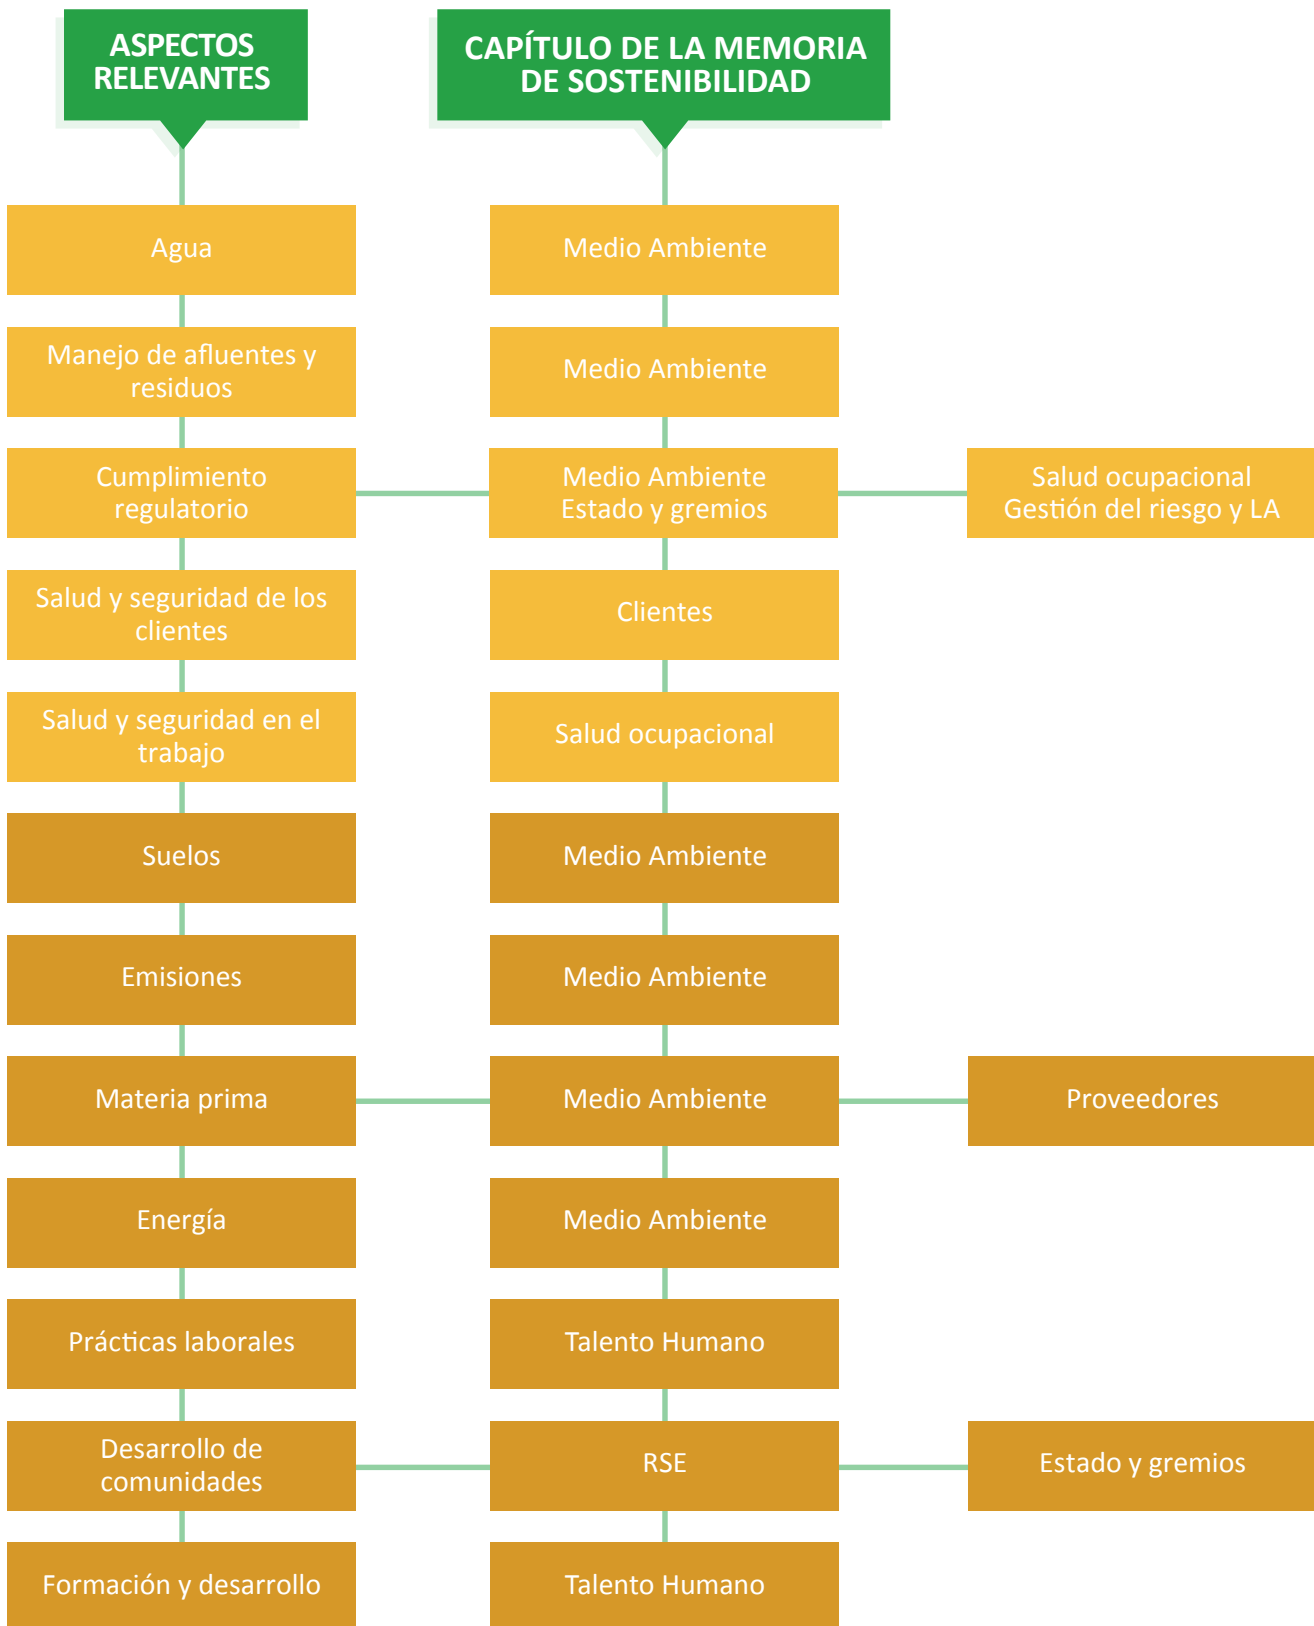 ASPECTOS
RELEVANTES
CAPÍTULO DE LA MEMORIA
DE SOSTENIBILIDAD
Agua
Medio Ambiente
Manejo de afluentes y
residuos
Medio Ambiente
Cumplimiento
regulatorio
Medio Ambiente
Estado y gremios
Salud ocupacional
Gestión del riesgo y LA
Salud y seguridad de los
clientes
Clientes
Salud y seguridad en el
trabajo
Salud ocupacional
Suelos
Medio Ambiente
Emisiones
Medio Ambiente
Materia prima
Medio Ambiente
Proveedores
Energía
Medio Ambiente
Prácticas laborales
Talento Humano
Desarrollo de
comunidades
RSE
Estado y gremios
Formación y desarrollo
Talento Humano